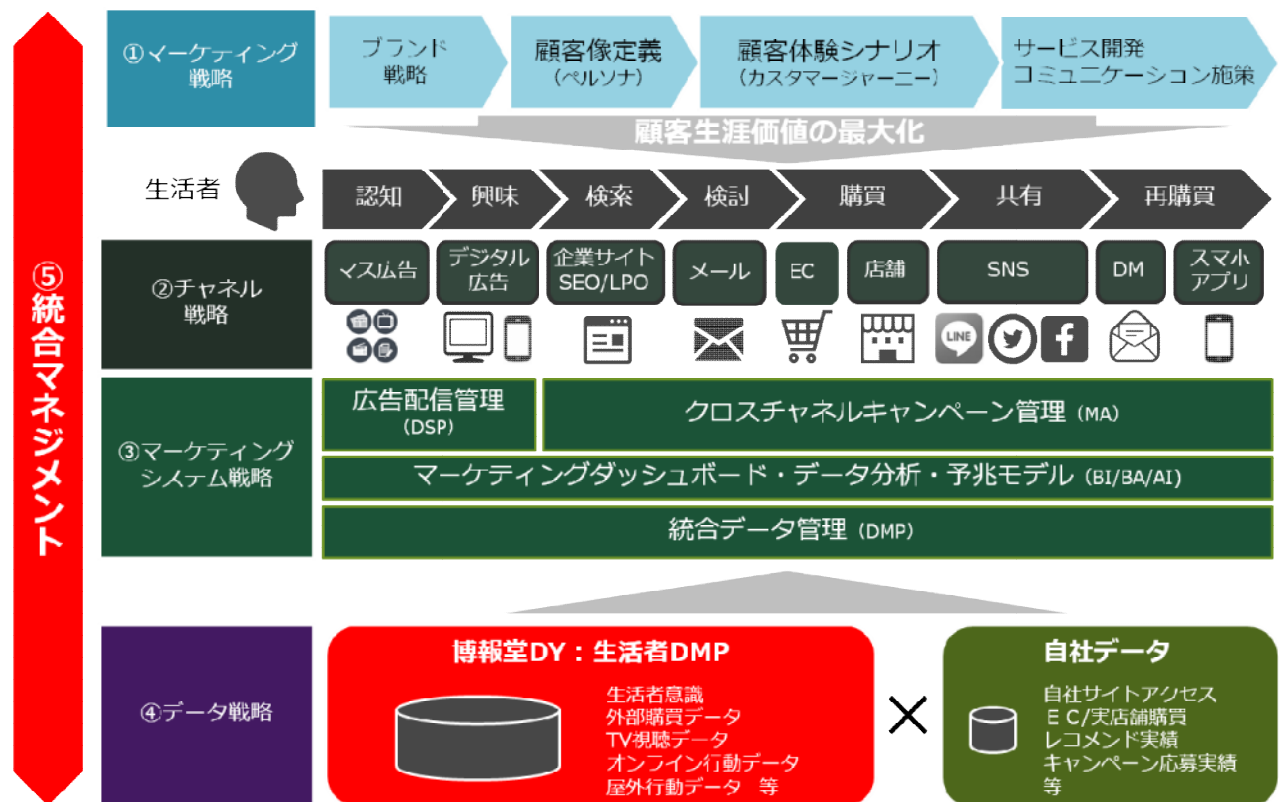 ①マーケティング
戦略
ブランド
戦略
顧客像定義
（ペルソナ）
顧客体験シナリオ
（カスタマージャーニー）
サービス開発
コミュニケーション施策
顧客生涯価値の最大化
生活者
認知
興味
検索
検討
購買
共有
再購買
②チャネル
戦略
マス広告
デジタル
広告
企業サイト
SEO/LPO
メール
EC
店舗
SNS
DM
スマホ
アプリ
LINE
③マーケティング
システム戦略
広告配信管理
（DSP）
クロスチャネルキャンペーン管理（MA）
マーケティングダッシュボード・データ分析・予兆モデル（BI/BA/AI）
統合データ管理（DMP）
④データ戦略
博報堂DY：生活者DMP
生活者意識
外部購買データ
TV視聴データ
オンライン行動データ
屋外行動データ 等
×
自社データ
自社サイトアクセス
ＥＣ/実店舗購買
レコメンド実績
キャンペーン応募実績
等
⑤統合マネジメント